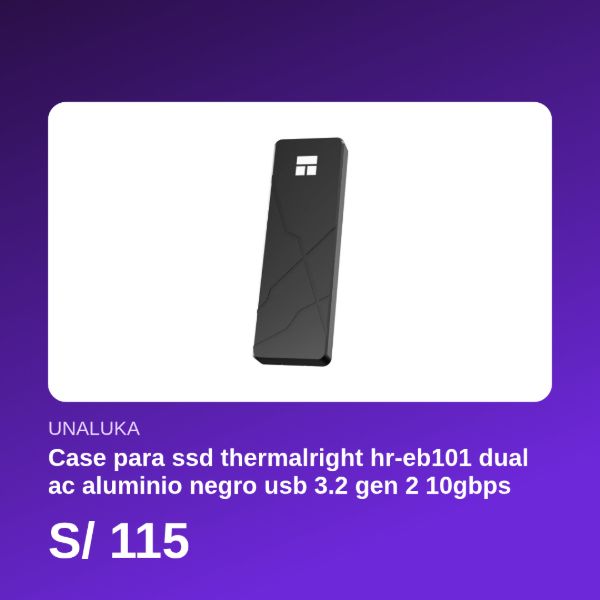 UNALUKA
Case para ssd thermalright hr-eb101 dual
ac aluminio negro usb 3.2 gen 2 10gbps
S/ 115